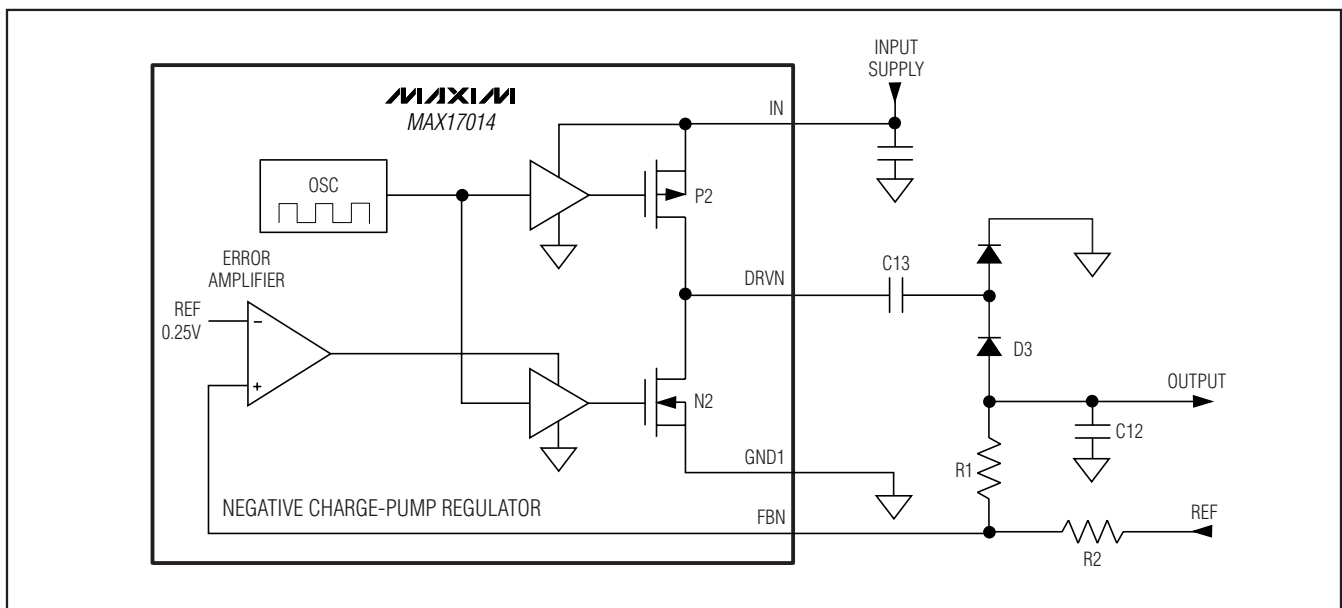 INPUT
SUPPLY
MAXIM
MAX17014
IN
OSC
P2
ERROR
AMPLIFIER
C13
DRVN
REF
0.25V
−
+
D3
OUTPUT
N2
C12
GND1
R1
NEGATIVE CHARGE-PUMP REGULATOR
FBN
REF
R2